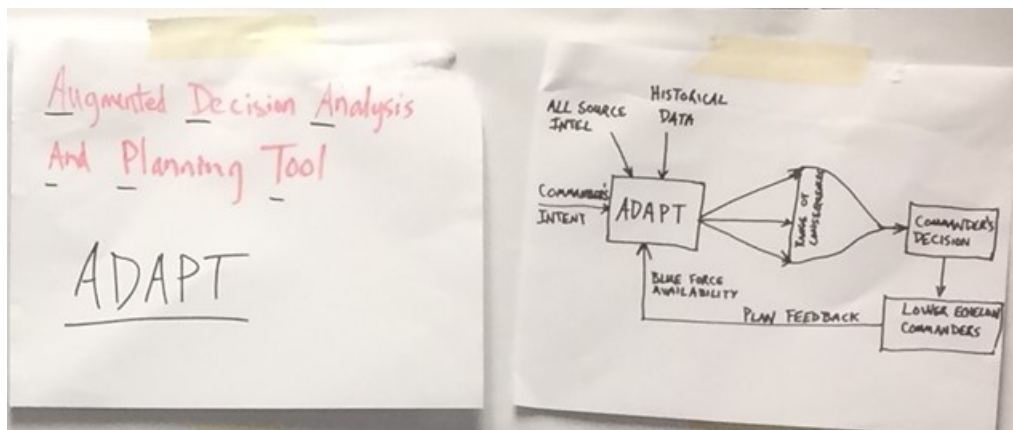 Augmented Decision Analysis
And Planning Tool
ADAPT
ALL SOURCE
INTEL
HISTORICAL
DATA
COMMANDER'S
INTENT
ADAPT
RANGE OF
CONSEQUENCES
COMMANDER'S
DECISION
BLUE FORCE
AVAILABILITY
PLAN FEEDBACK
LOWER ECHELON
COMMANDERS